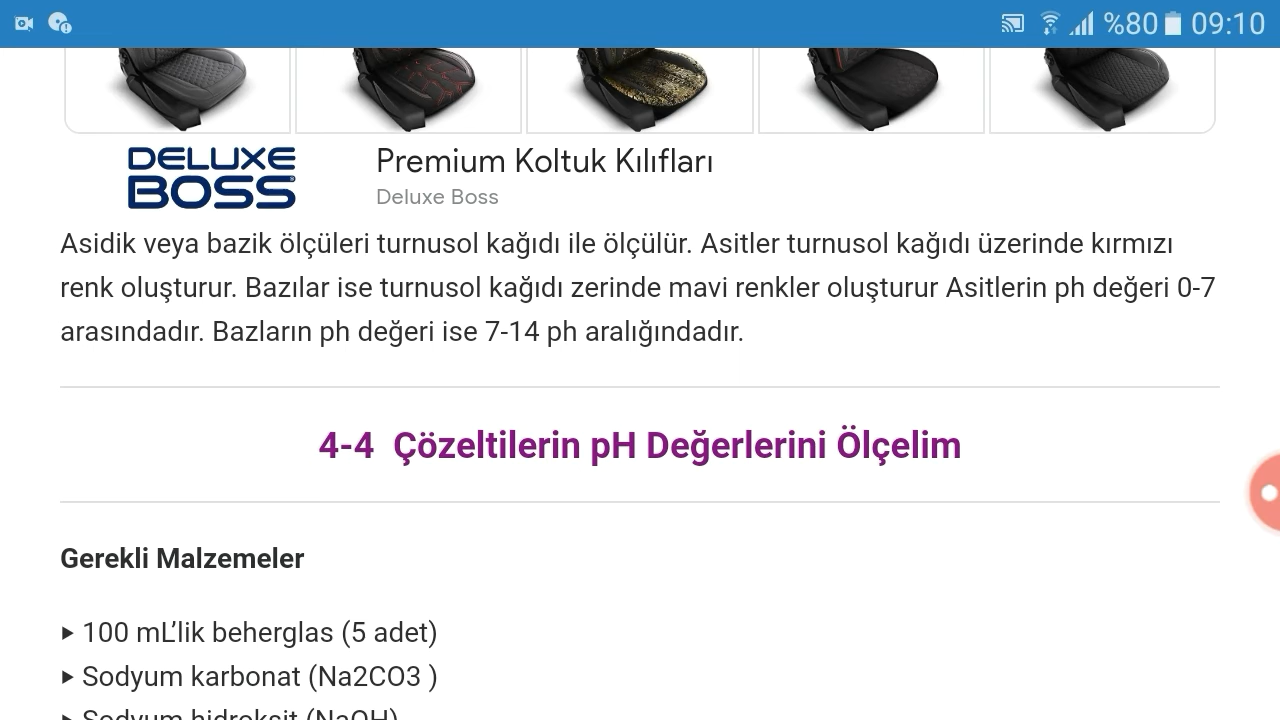 %80 09:10
DELUXE
BOSS
Premium Koltuk Kılıfları
Deluxe Boss
Asidik veya bazik ölçüleri turnusol kağıdı ile ölçülür. Asitler turnusol kağıdı üzerinde kırmızı
renk oluşturur. Bazılar ise turnusol kağıdı zerinde mavi renkler oluşturur Asitlerin ph değeri 0-7
arasındadır. Bazların ph değeri ise 7-14 ph aralığındadır.
4-4 Çözeltilerin pH Değerlerini Ölçelim
Gerekli Malzemeler
▸ 100 mL’lik beherglas (5 adet)
▸ Sodyum karbonat (Na2CO3 )
▸ Sodyum hidroksit (NaOH)